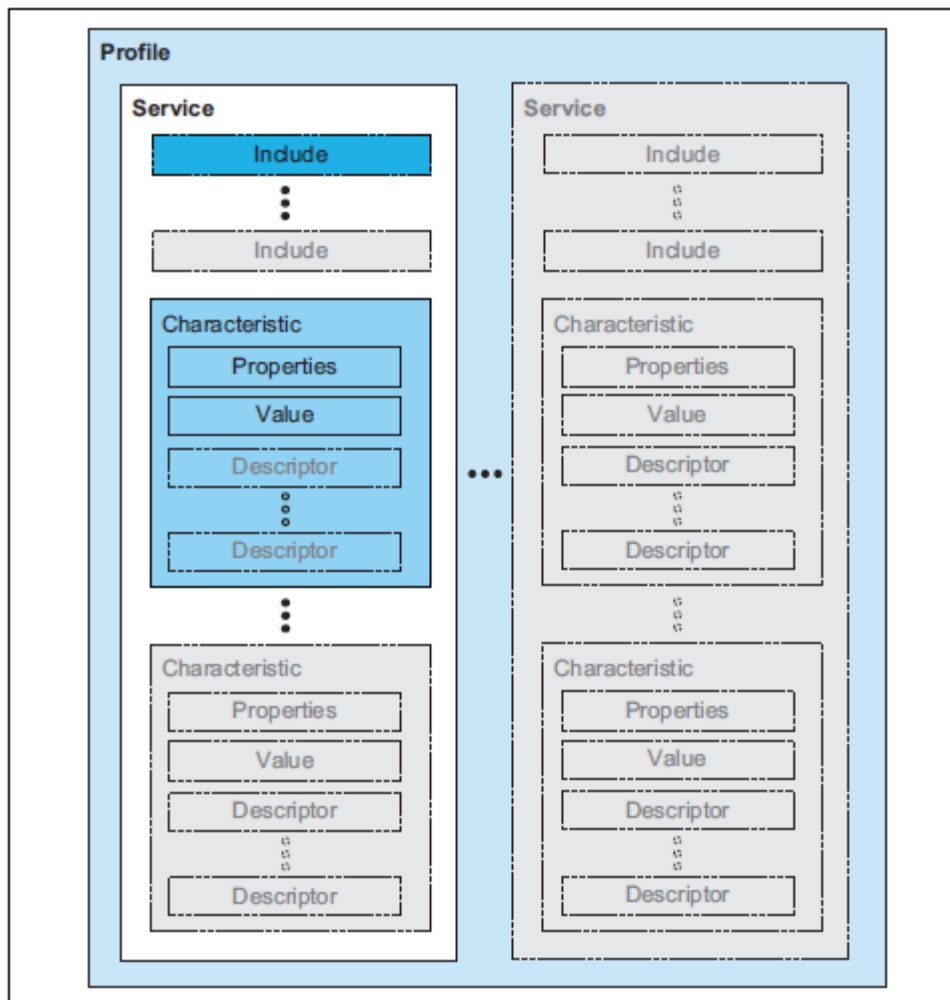 Profile
Service
Include
Include
Characteristic
Properties
Value
Descriptor
Descriptor
Characteristic
Properties
Value
Descriptor
Descriptor
Service
Include
Include
Characteristic
Properties
Value
Descriptor
Descriptor
Characteristic
Properties
Value
Descriptor
Descriptor